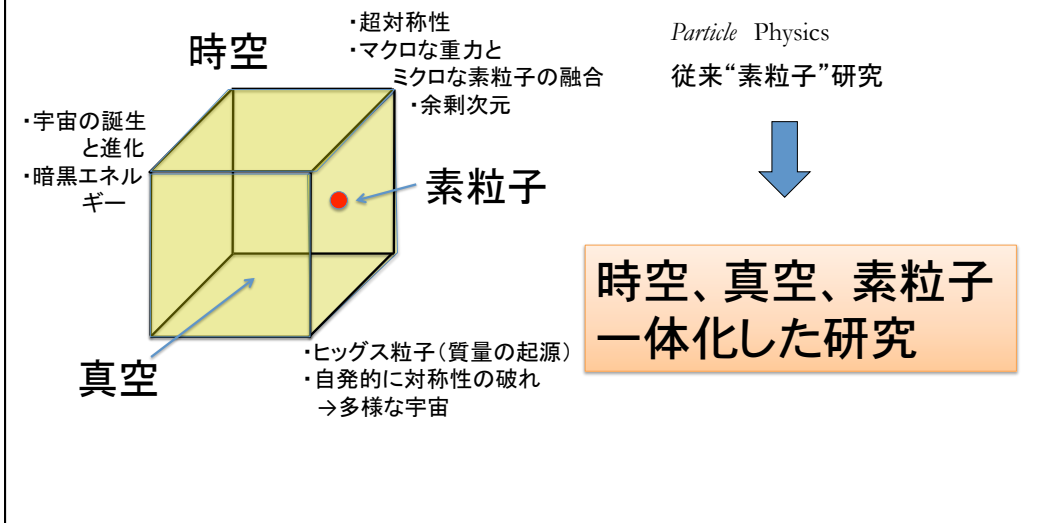 時空
・超対称性
・マクロな重力と
ミクロな素粒子の融合
・余剰次元
・宇宙の誕生
と進化
・暗黒エネル
ギー
素粒子
真空
・ヒッグス粒子(質量の起源)
・自発的に対称性の破れ
→多様な宇宙
Particle Physics
従来“素粒子”研究
時空、真空、素粒子
一体化した研究